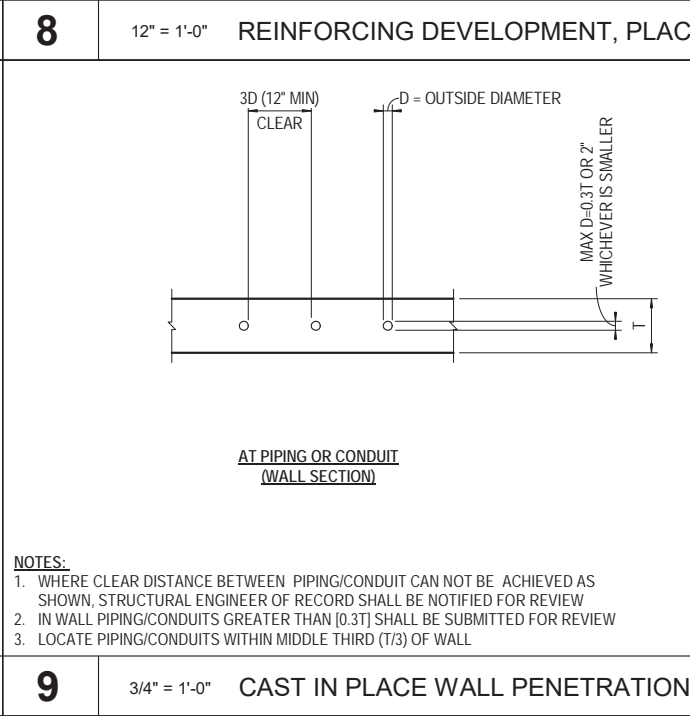 8
12" = 1'-0"
REINFORCING DEVELOPMENT, PLAC
3D (12" MIN)
CLEAR
D = OUTSIDE DIAMETER
MAX D=0.3T OR 2"
WHICHEVER IS SMALLER
T
AT PIPING OR CONDUIT
(WALL SECTION)
NOTES:
1. WHERE CLEAR DISTANCE BETWEEN PIPING/CONDUIT CAN NOT BE ACHIEVED AS
SHOWN, STRUCTURAL ENGINEER OF RECORD SHALL BE NOTIFIED FOR REVIEW
2. IN WALL PIPING/CONDUITS GREATER THAN [0.3T] SHALL BE SUBMITTED FOR REVIEW
3. LOCATE PIPING/CONDUITS WITHIN MIDDLE THIRD (T/3) OF WALL
9
3/4" = 1'-0"
CAST IN PLACE WALL PENETRATION